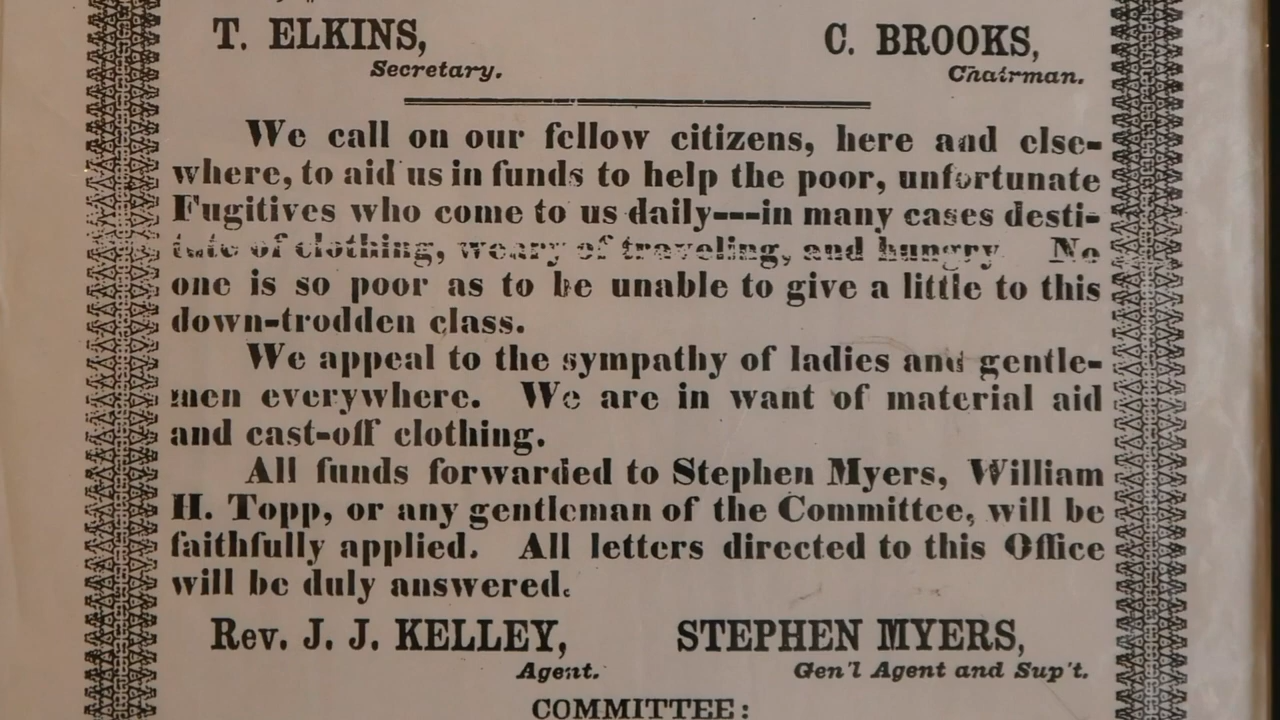 T. ELKINS, C. BROOKS,
Secretary. Chairman.
We call on our fellow citizens, here and else-
where, to aid us in funds to help the poor, unfortunate
Fugitives who come to us daily---in many cases desti-
tute of clothing, weary of traveling, and hungry. No
one is so poor as to be unable to give a little to this
down-trodden class.
We appeal to the sympathy of ladies and gentle-
men everywhere. We are in want of material aid
and cast-off clothing.
All funds forwarded to Stephen Myers, William
H. Topp, or any gentleman of the Committee, will be
faithfully applied. All letters directed to this Office
will be duly answered.
Rev. J. J. KELLEY, STEPHEN MYERS,
Agent. Gen'l Agent and Sup't.
COMMITTEE: